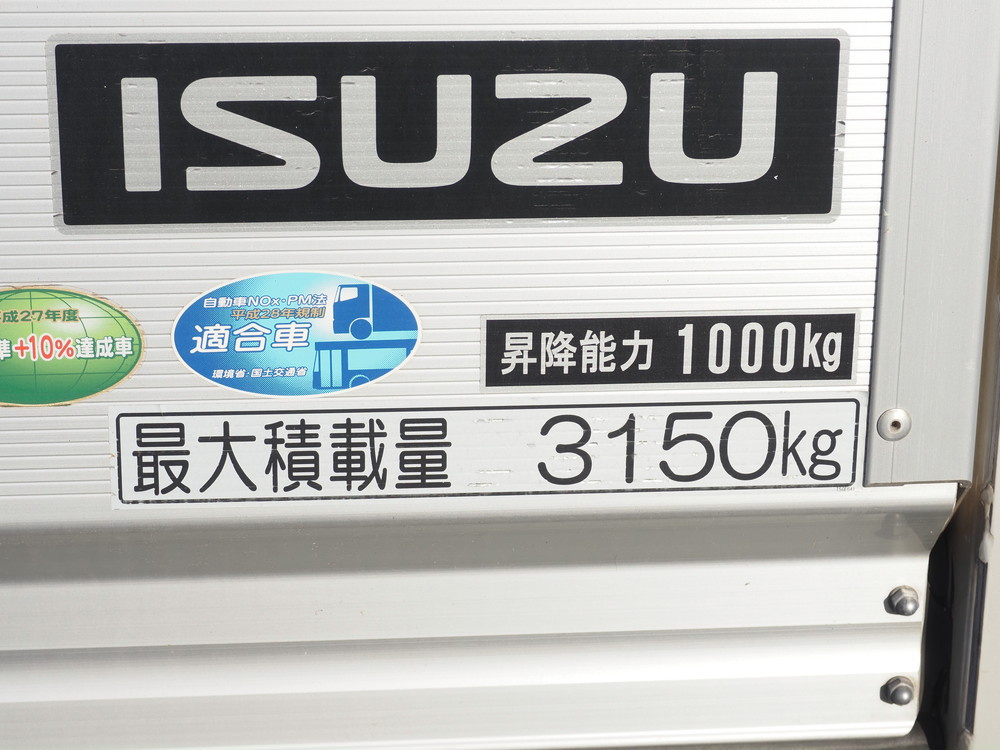 ISUZU
成27年度
準+10%達成車
自動車NOx・PM法
平成28年規制
適合車
環境省・国土交通省
昇降能力 1000kg
最大積載量 3150kg